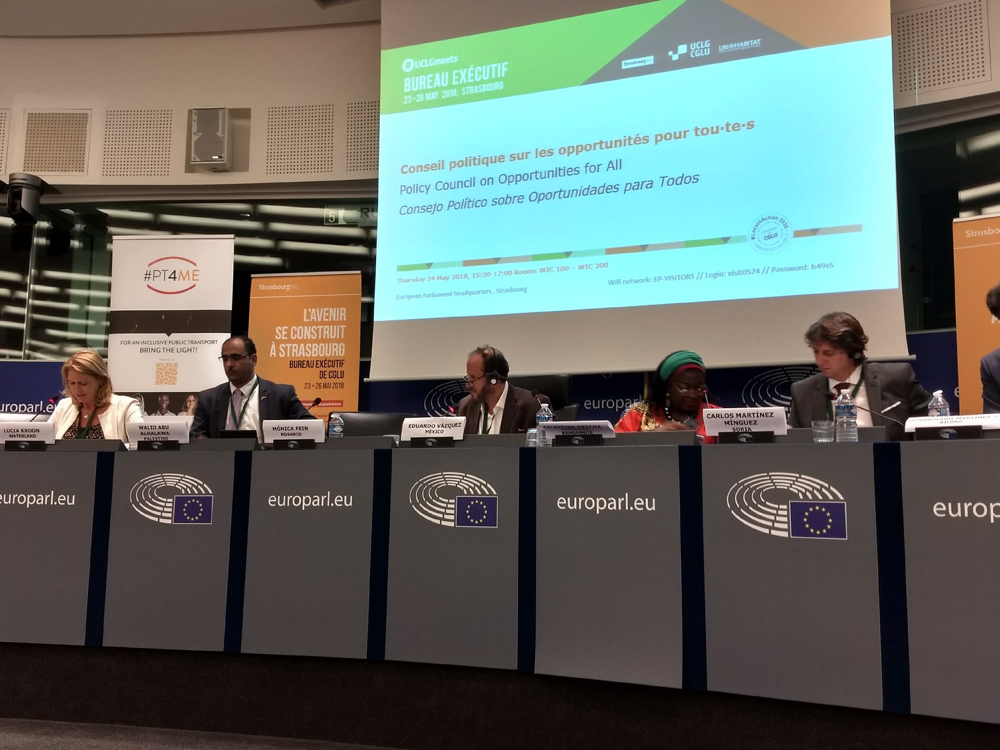 #UCLGmeets
BUREAU EXÉCUTIF
23-26 MAY 2018. STRASBOURG
Strasbourg.eu
UCLG
CGLU
UN HABITAT
Conseil politique sur les opportunités pour tou·te·s
Policy Council on Opportunities for All
Consejo Político sobre Oportunidades para Todos
#Local4Action 2030
CGLU
Thursday 24 May 2018, 15:30-17:00 Rooms WIC 100 – WIC 200
European Parliament headquarters , Strasbourg
Wifi network: EP-VISITORS // Login: visit0524 // Password: b49s5
5
#PT4ME
FOR AN INCLUSIVE PUBLIC TRANSPORT
BRING THE LIGHT!
Strasbourg.eu
L'AVENIR
SE CONSTRUIT
À STRASBOURG
BUREAU EXÉCUTIF
DE CGLU
23 > 26 MAI 2018
#Local4Action
Strasbo
uroparl.e
europarl
LUCIA KROON
WATERLAND
WALID ABU
ALHALAWA
PALESTINE
MÓNICA FEIN
ROSARIO
EDUARDO VÁZQUEZ
MÉXICO
CELESTINE KETCHA
BANGANGTÉ
CARLOS MARTÍNEZ
MÍNGUEZ
SORIA
BILBAO
europarl.eu
europarl.eu
europarl.eu
europ